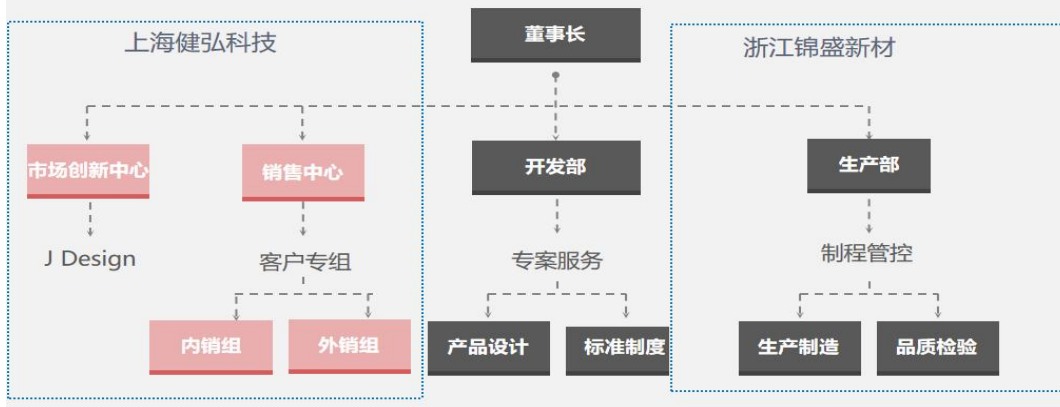 上海健弘科技
董事长
浙江锦盛新材
市场创新中心
销售中心
开发部
生产部
J Design
客户专组
专案服务
制程管控
内销组
外销组
产品设计
标准制度
生产制造
品质检验